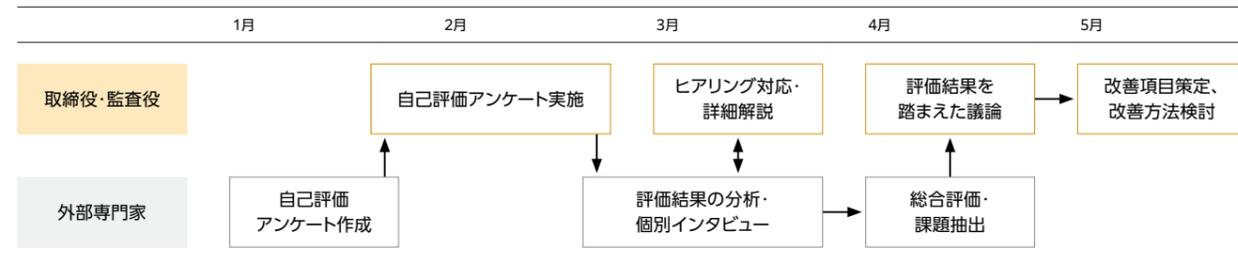 1月 2月 3月 4月 5月
取締役・監査役
自己評価アンケート実施
ヒアリング対応・
詳細解説
評価結果を
踏まえた議論
改善項目策定、
改善方法検討
外部専門家
自己評価
アンケート作成
評価結果の分析・
個別インタビュー
総合評価・
課題抽出